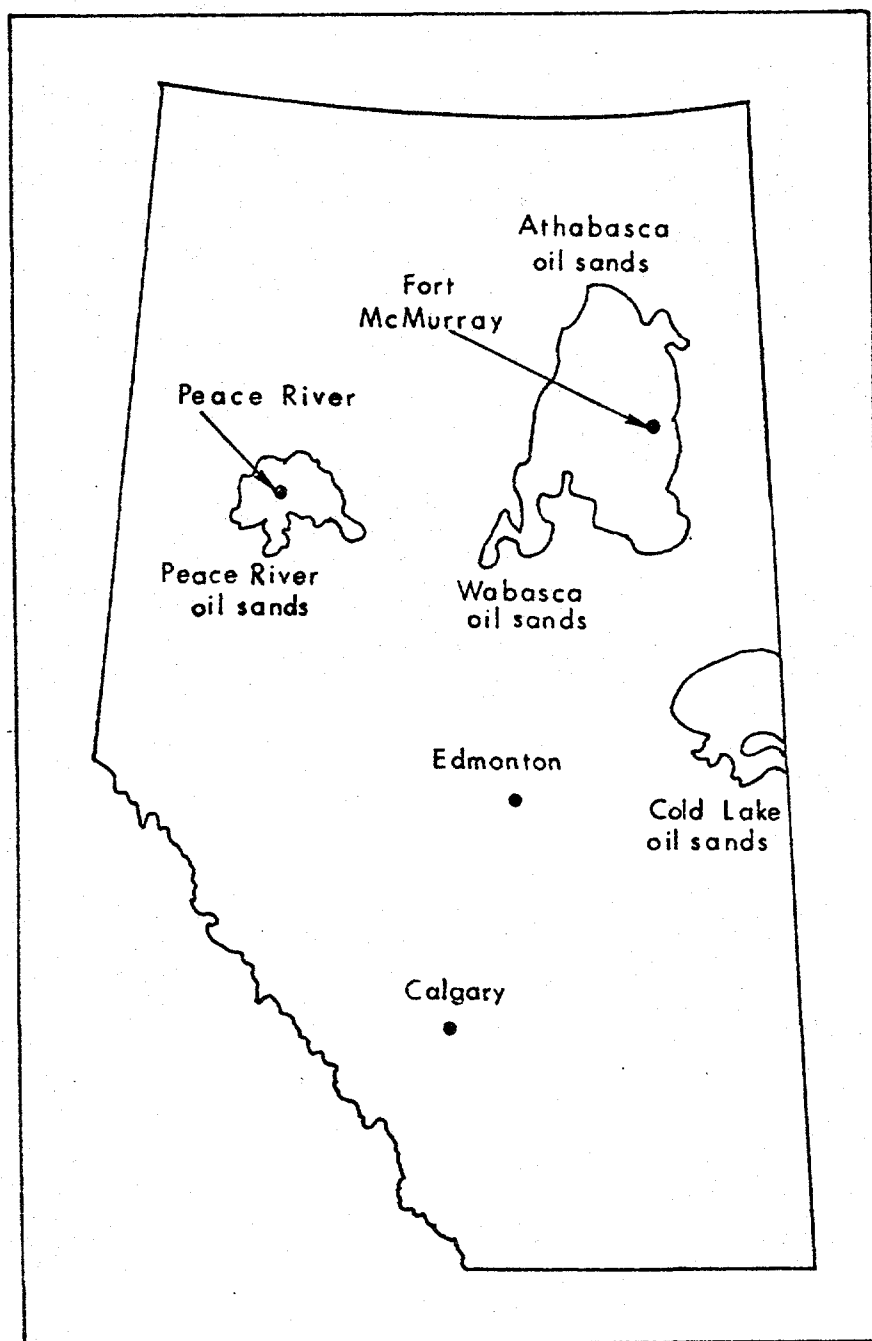 Athabasca
oil sands
Fort
McMurray
Peace River
Peace River
oil sands
Wabasca
oil sands
Edmonton
Cold Lake
oil sands
Calgary